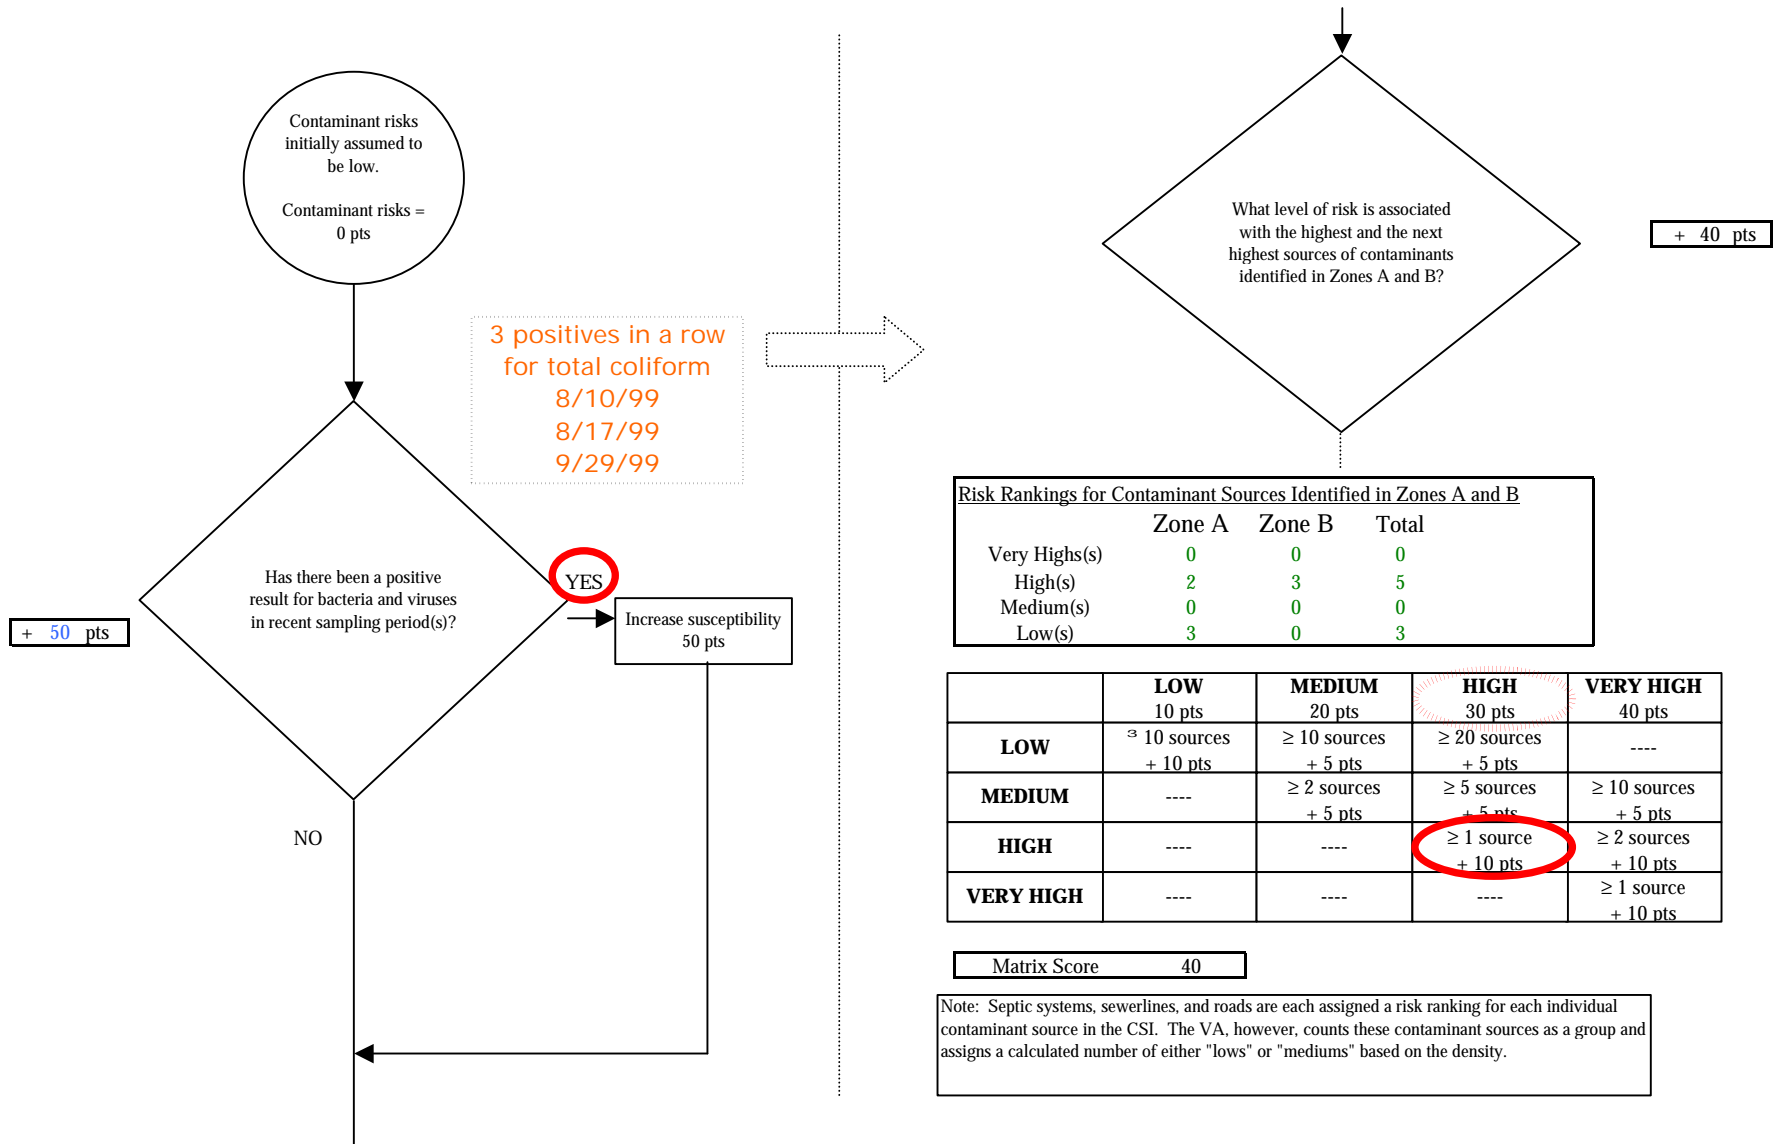 Contaminant risks
initially assumed to
be low.
Contaminant risks =
0 pts
3 positives in a row
for total coliform
8/10/99
8/17/99
9/29/99
Has there been a positive
result for bacteria and viruses
in recent sampling period(s)?
YES
Increase susceptibility
50 pts
+ 50 pts
NO
What level of risk is associated
with the highest and the next
highest sources of contaminants
identified in Zones A and B?
+ 40 pts
Risk Rankings for Contaminant Sources Identified in Zones A and B
Zone A Zone B Total
Very Highs(s) 0 0 0
High(s) 2 3 5
Medium(s) 0 0 0
Low(s) 3 0 3
LOW MEDIUM HIGH VERY HIGH
10 pts 20 pts 30 pts 40 pts
LOW ³ 10 sources ≥ 10 sources ≥ 20 sources ----
+ 10 pts + 5 pts + 5 pts
MEDIUM ---- ≥ 2 sources ≥ 5 sources ≥ 10 sources
+ 5 pts + 5 pts + 5 pts
HIGH ---- ---- ≥ 1 source ≥ 2 sources
+ 10 pts + 10 pts
VERY HIGH ---- ---- ---- ≥ 1 source
+ 10 pts
Matrix Score 40
Note: Septic systems, sewerlines, and roads are each assigned a risk ranking for each individual
contaminant source in the CSI. The VA, however, counts these contaminant sources as a group and
assigns a calculated number of either "lows" or "mediums" based on the density.